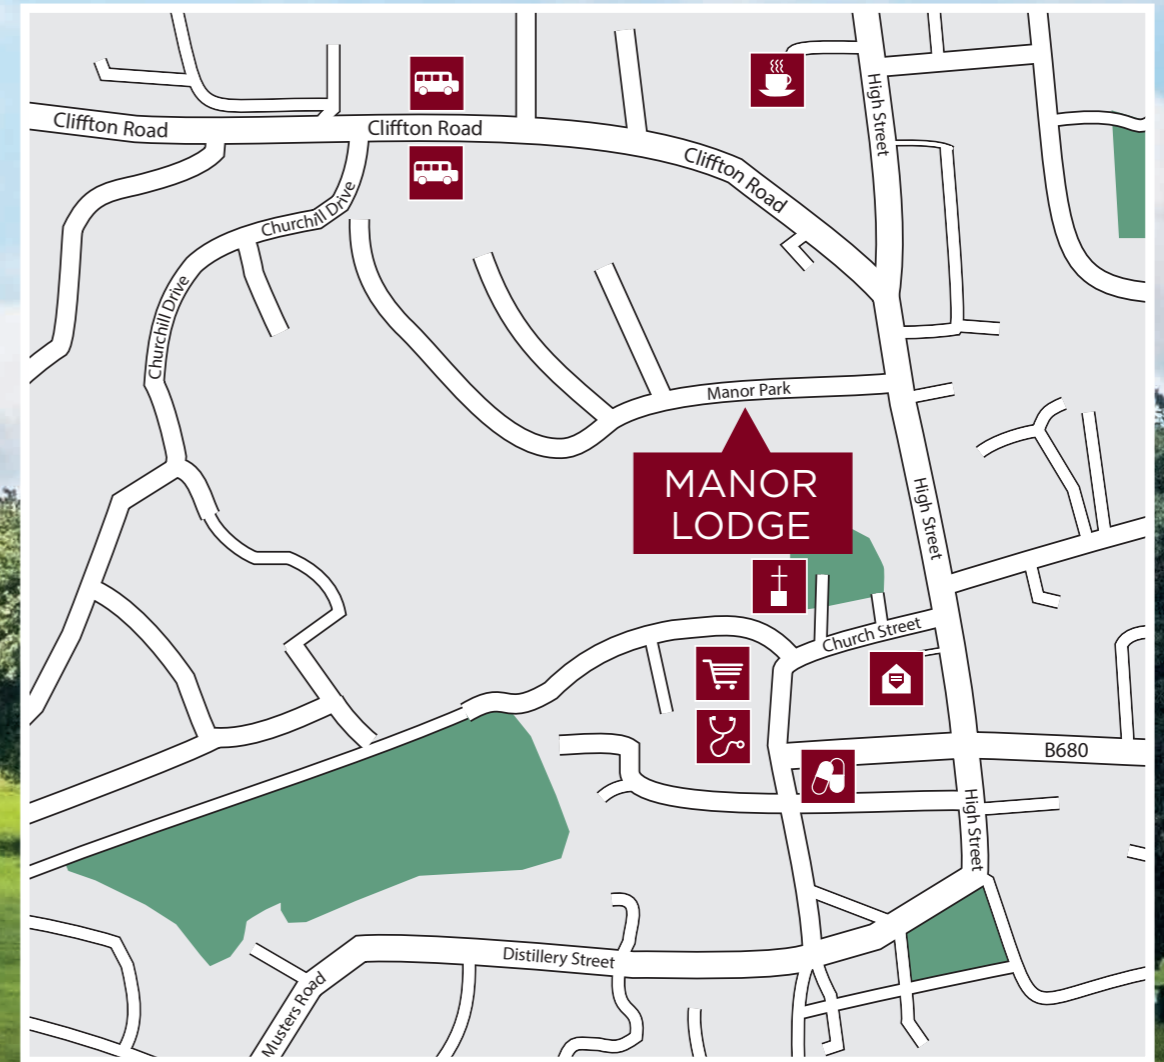 High Street
Cliffton Road
Cliffton Road
Cliffton Road
Churchill Drive
Churchill Drive
Manor Park
MANOR
LODGE
High Street
Church Street
B680
High Street
Distillery Street
Musters Road